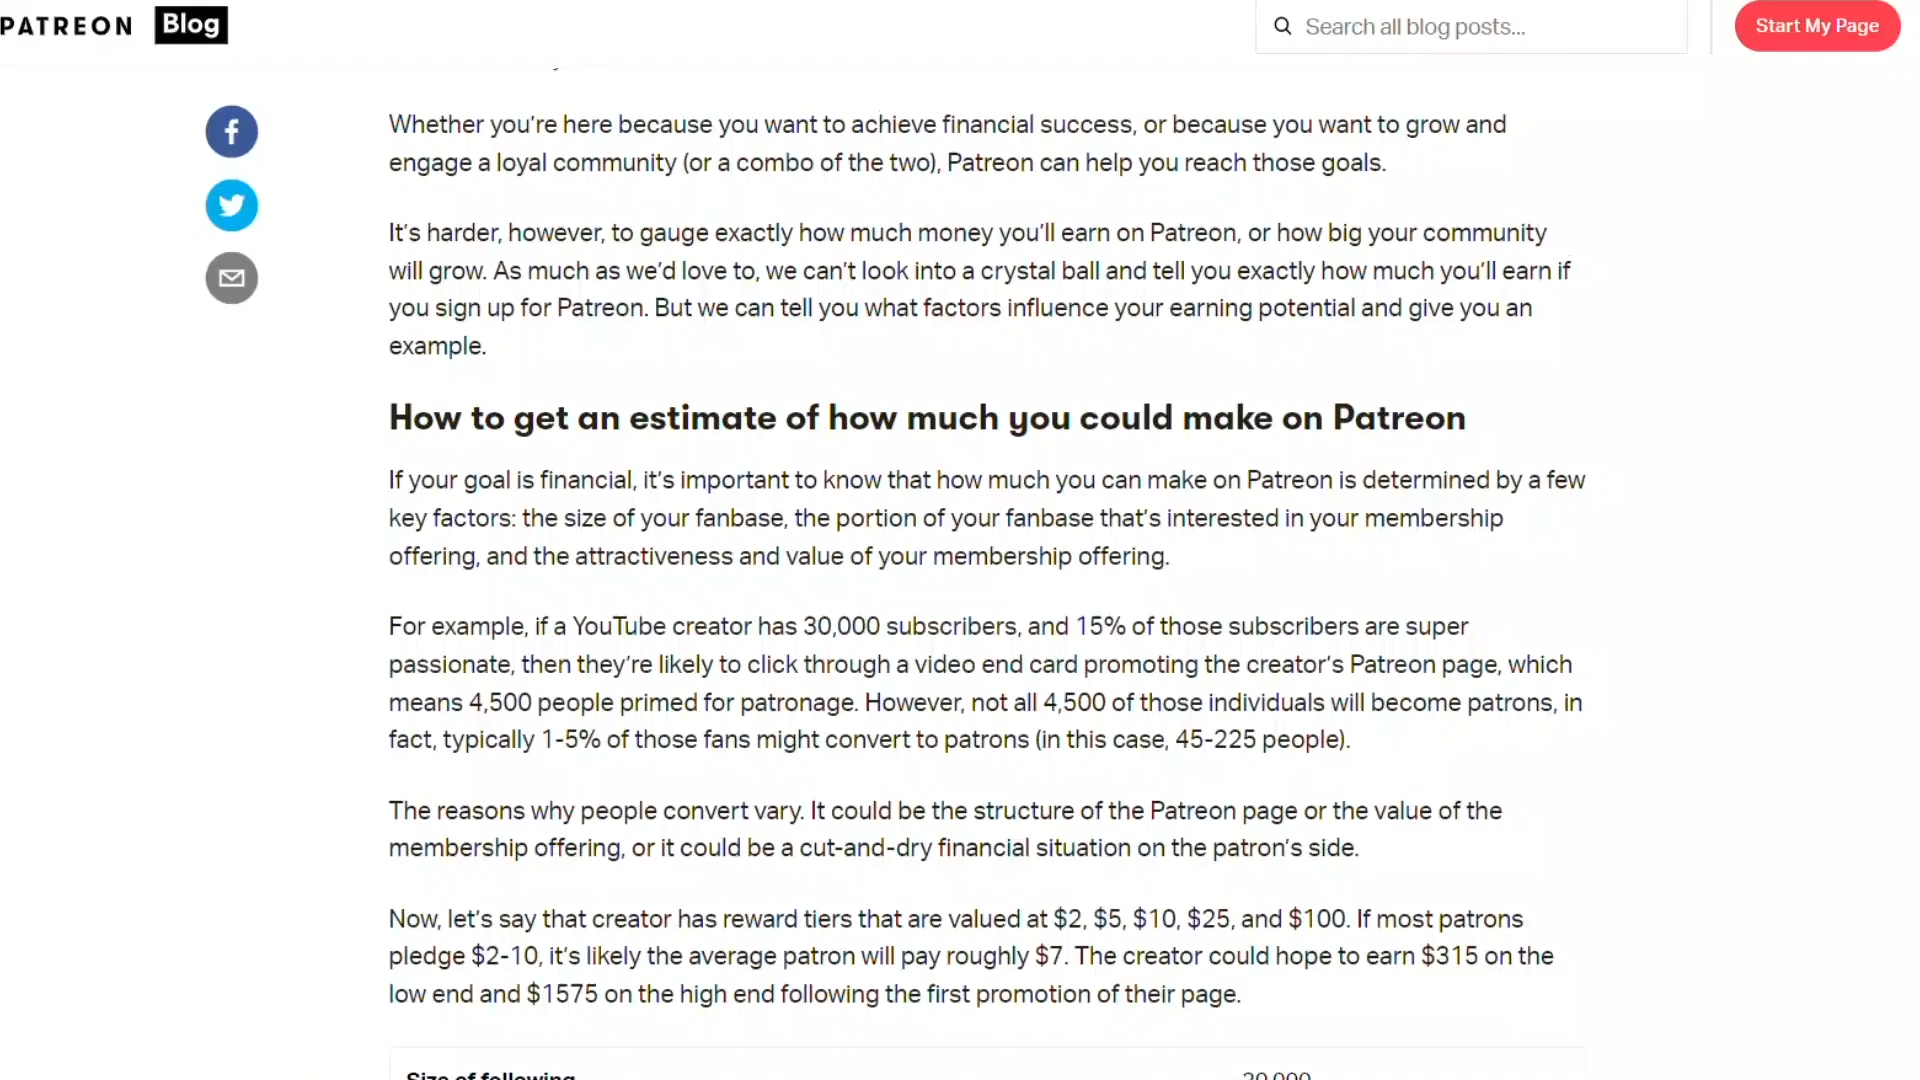 PATREON Blog
Search all blog posts...
Start My Page
Whether you're here because you want to achieve financial success, or because you want to grow and
engage a loyal community (or a combo of the two), Patreon can help you reach those goals.
It's harder, however, to gauge exactly how much money you'll earn on Patreon, or how big your community
will grow. As much as we'd love to, we can't look into a crystal ball and tell you exactly how much you'll earn if
you sign up for Patreon. But we can tell you what factors influence your earning potential and give you an
example.
How to get an estimate of how much you could make on Patreon
If your goal is financial, it's important to know that how much you can make on Patreon is determined by a few
key factors: the size of your fanbase, the portion of your fanbase that's interested in your membership
offering, and the attractiveness and value of your membership offering.
For example, if a YouTube creator has 30,000 subscribers, and 15% of those subscribers are super
passionate, then they're likely to click through a video end card promoting the creator's Patreon page, which
means 4,500 people primed for patronage. However, not all 4,500 of those individuals will become patrons, in
fact, typically 1-5% of those fans might convert to patrons (in this case, 45-225 people).
The reasons why people convert vary. It could be the structure of the Patreon page or the value of the
membership offering, or it could be a cut-and-dry financial situation on the patron's side.
Now, let's say that creator has reward tiers that are valued at $2, $5, $10, $25, and $100. If most patrons
pledge $2-10, it's likely the average patron will pay roughly $7. The creator could hope to earn $315 on the
low end and $1575 on the high end following the first promotion of their page.
Size of following 30,000